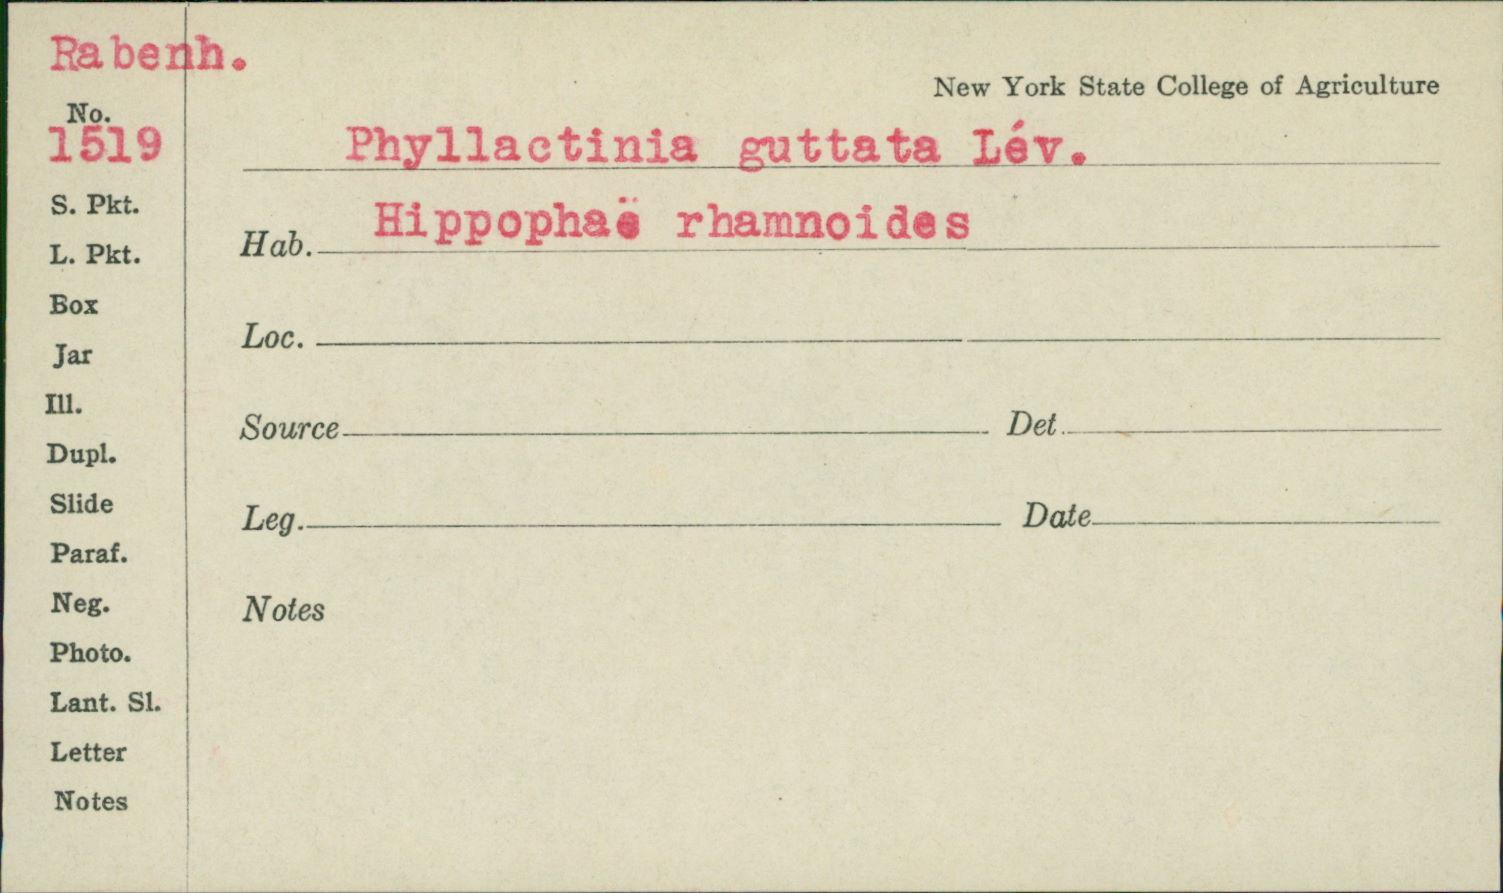 Rabenh.
New York State College of Agriculture
No.
1519
Phyllactinia guttata Lév.
S. Pkt.
Hab. Hippophaë rhamnoides
L. Pkt.
Box
Loc.
Jar
Ill.
Source Det.
Dupl.
Slide
Leg. Date
Paraf.
Neg.
Notes
Photo.
Lant. Sl.
Letter
Notes